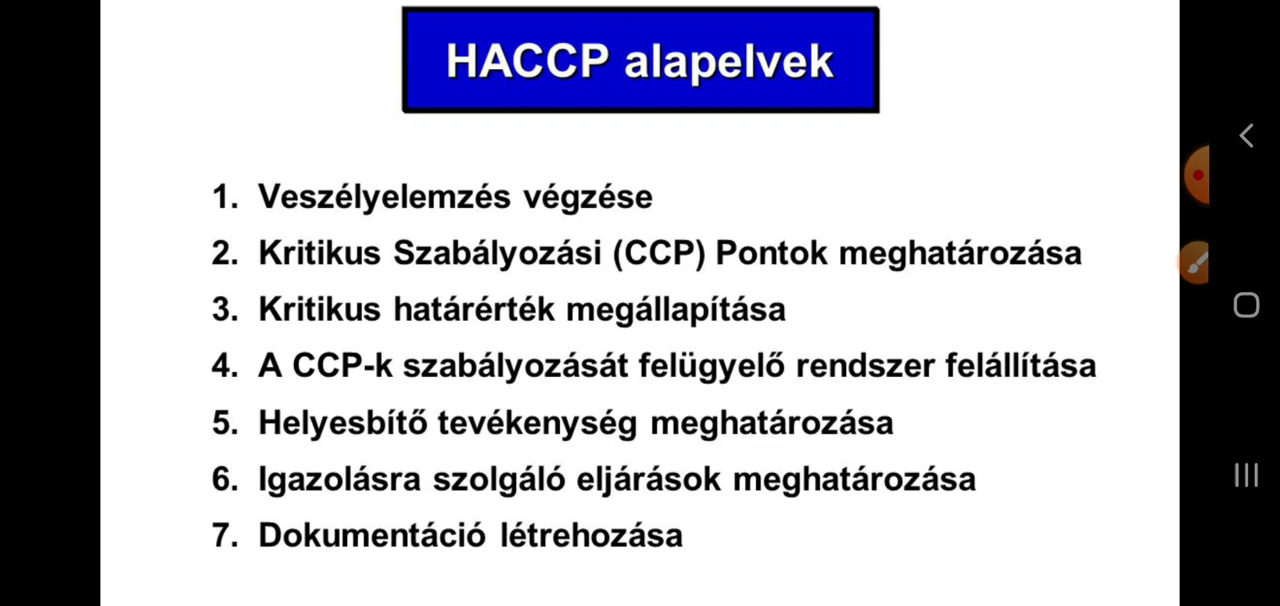 HACCP alapelvek
1. Veszélyelemzés végzése
2. Kritikus Szabályozási (CCP) Pontok meghatározása
3. Kritikus határérték megállapítása
4. A CCP-k szabályozását felügyelő rendszer felállítása
5. Helyesbítő tevékenység meghatározása
6. Igazolásra szolgáló eljárások meghatározása
7. Dokumentáció létrehozása